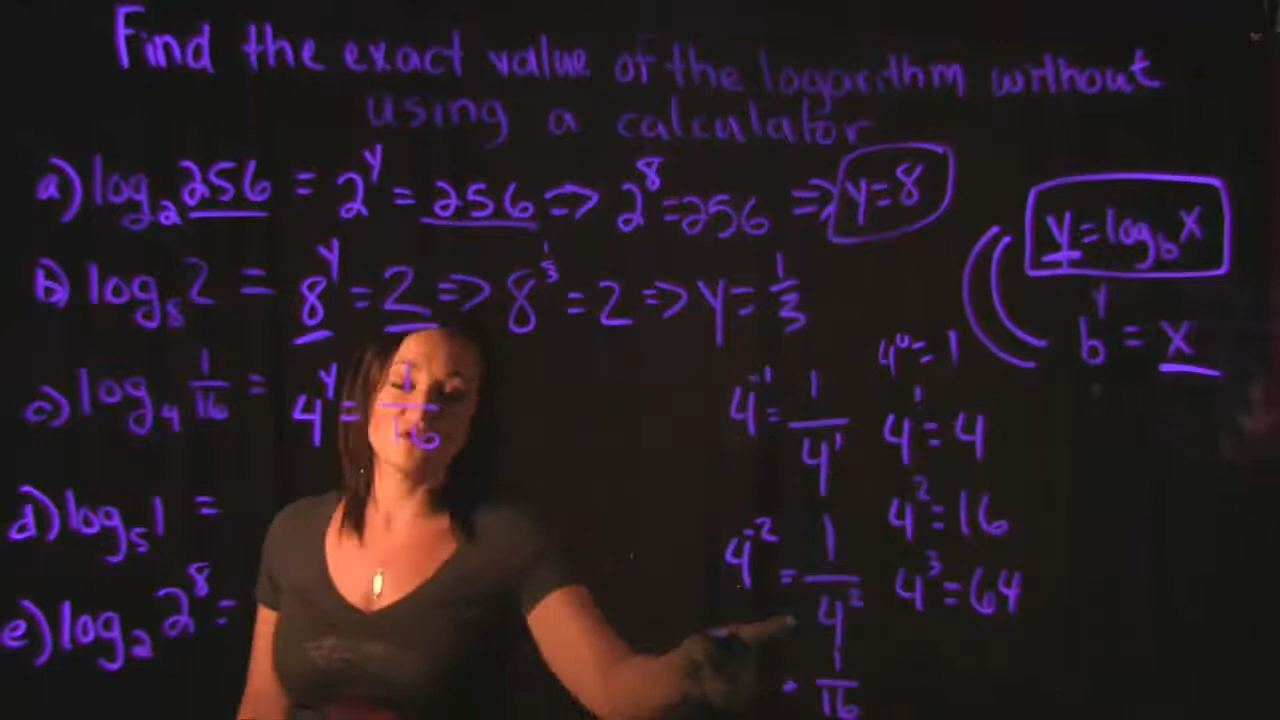 Find the exact value of the logarithm without
using a calculator
a) log₂ 256 = 2^y = 256 => 2^8 = 256 => y = 8
y = log_b x
b) log₈ 2 = 8^y = 2 => 8^(1/3) = 2 => y = 1/3
b^y = x
c) log₄ 1/16 = 4^y = 1/16
4^0 = 1
4^-1 = 1/4^1
4^1 = 4
d) log₅ 1 =
4^2 = 16
4^-2 = 1/4^2
4^3 = 64
e) log₂ 2^8 =
1/16